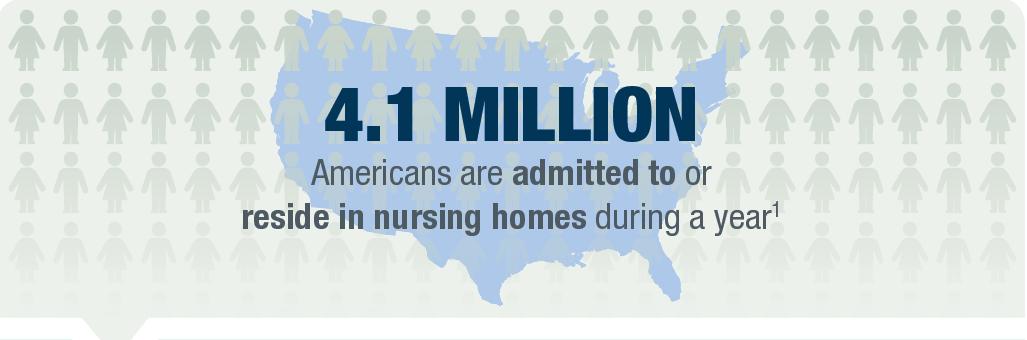 4.1 MILLION
Americans are admitted to or
reside in nursing homes during a year¹